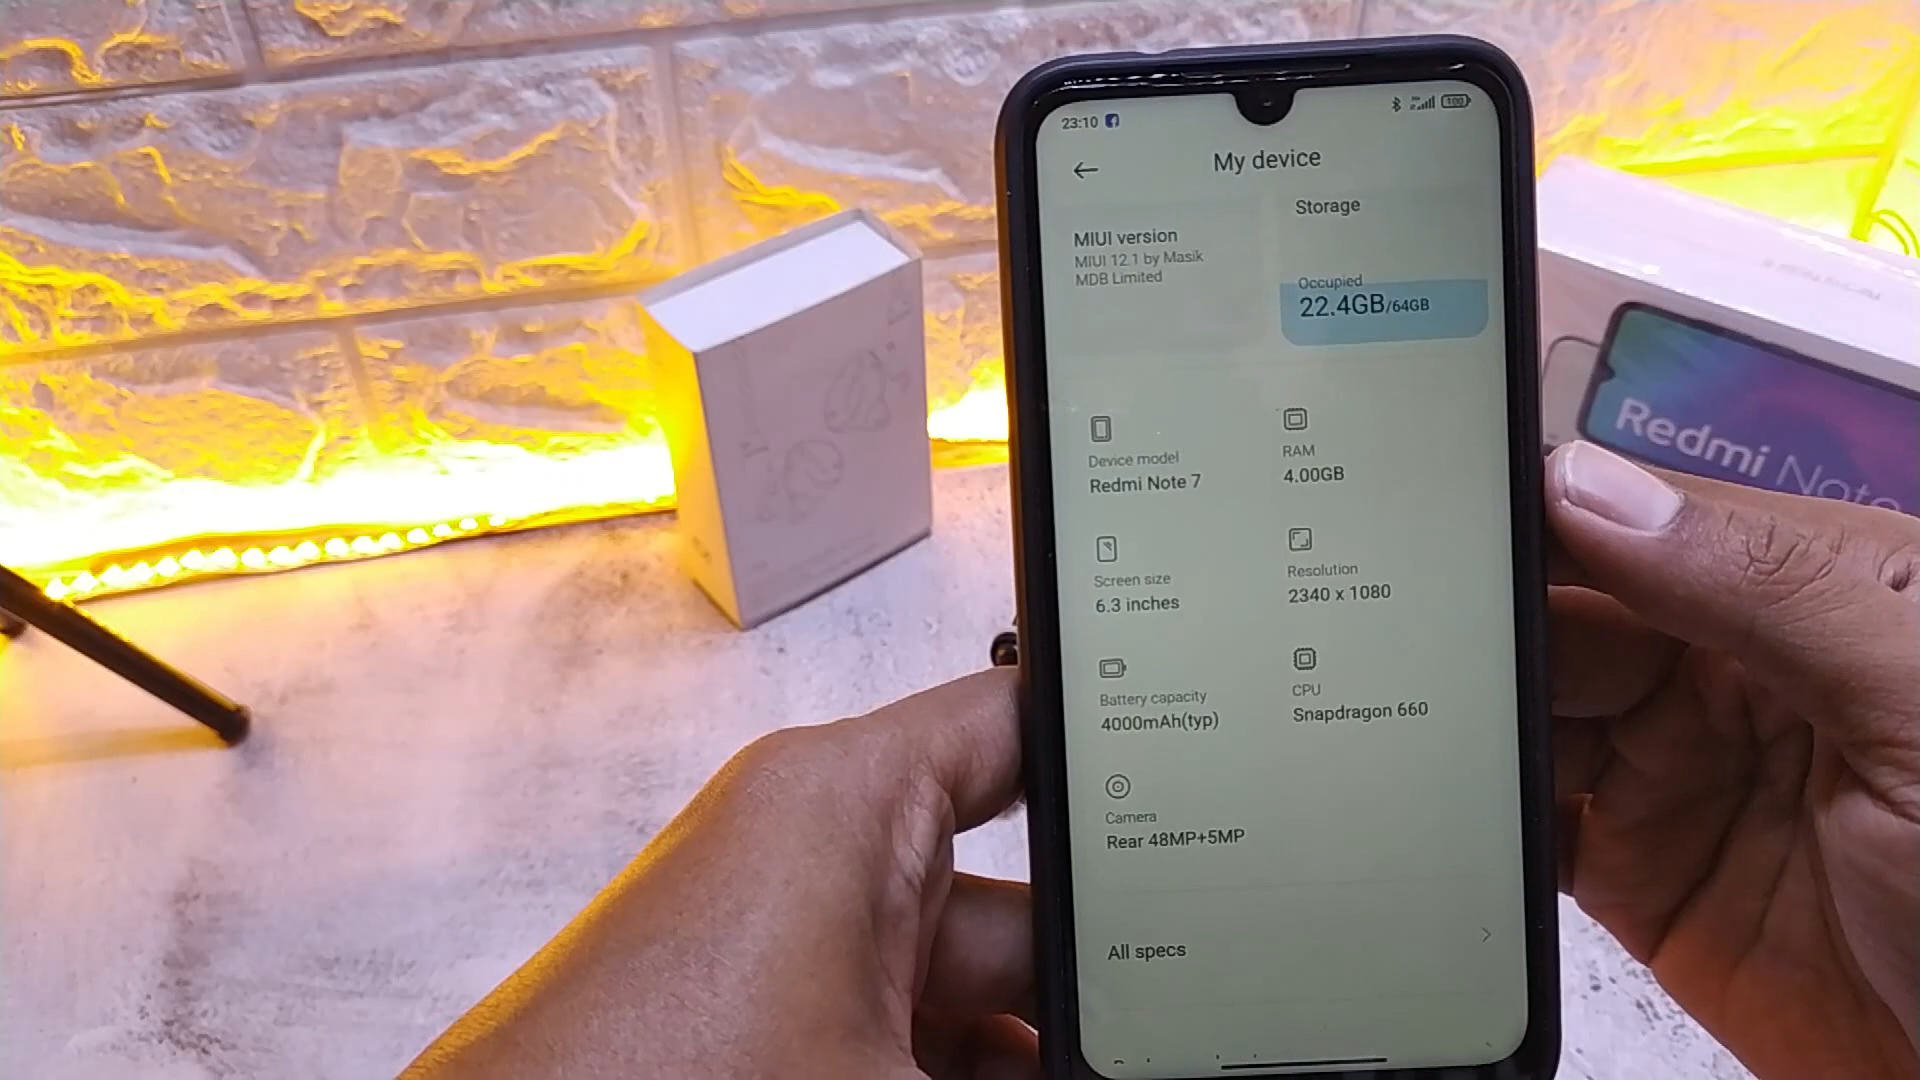 23:10
100
My device
MIUI version
MIUI 12.1 by Masik
MDB Limited
Storage
Occupied
22.4GB/64GB
Device model
Redmi Note 7
RAM
4.00GB
Screen size
6.3 inches
Resolution
2340 x 1080
Battery capacity
4000mAh(typ)
CPU
Snapdragon 660
Camera
Rear 48MP+5MP
All specs
Redmi Note